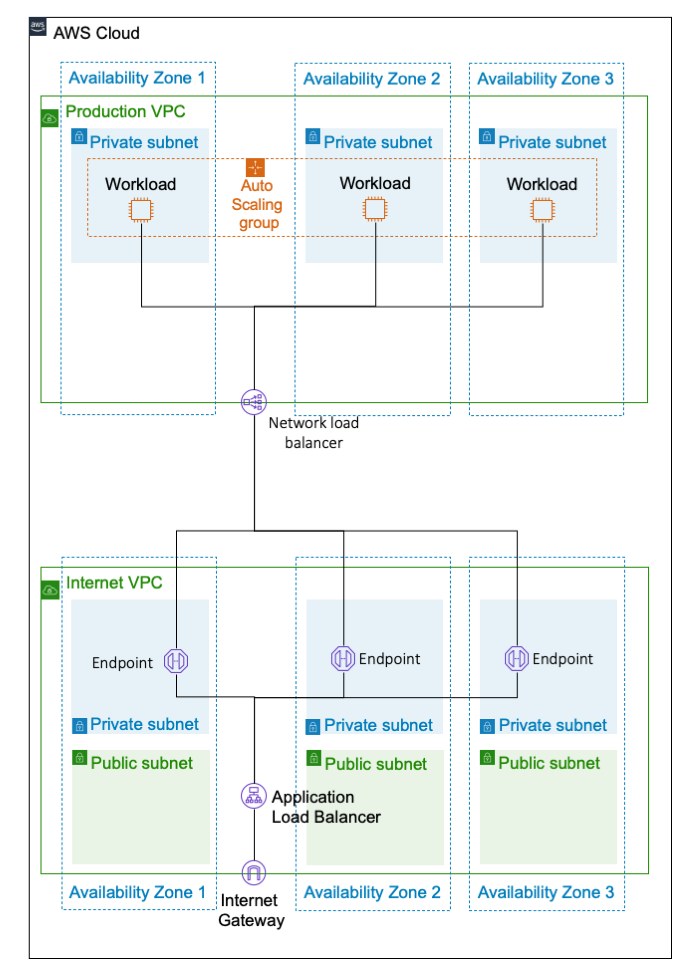 aws
AWS Cloud
Availability Zone 1
Availability Zone 2
Availability Zone 3
Production VPC
Private subnet
Private subnet
Private subnet
Workload
Workload
Workload
Auto
Scaling
group
Network load
balancer
Internet VPC
Endpoint
Endpoint
Endpoint
Private subnet
Private subnet
Private subnet
Public subnet
Public subnet
Public subnet
Application
Load Balancer
Availability Zone 1
Internet
Gateway
Availability Zone 2
Availability Zone 3